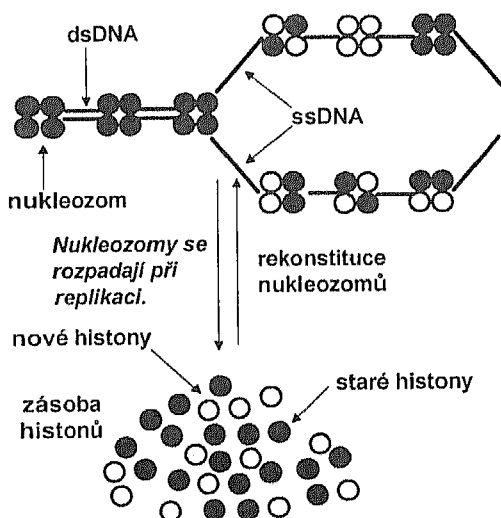 dsDNA
ssDNA
nukleozom
Nukleozomy se
rozpadají při
replikaci.
rekonstituce
nukleozomů
nové histony
staré histony
zásoba
histonů